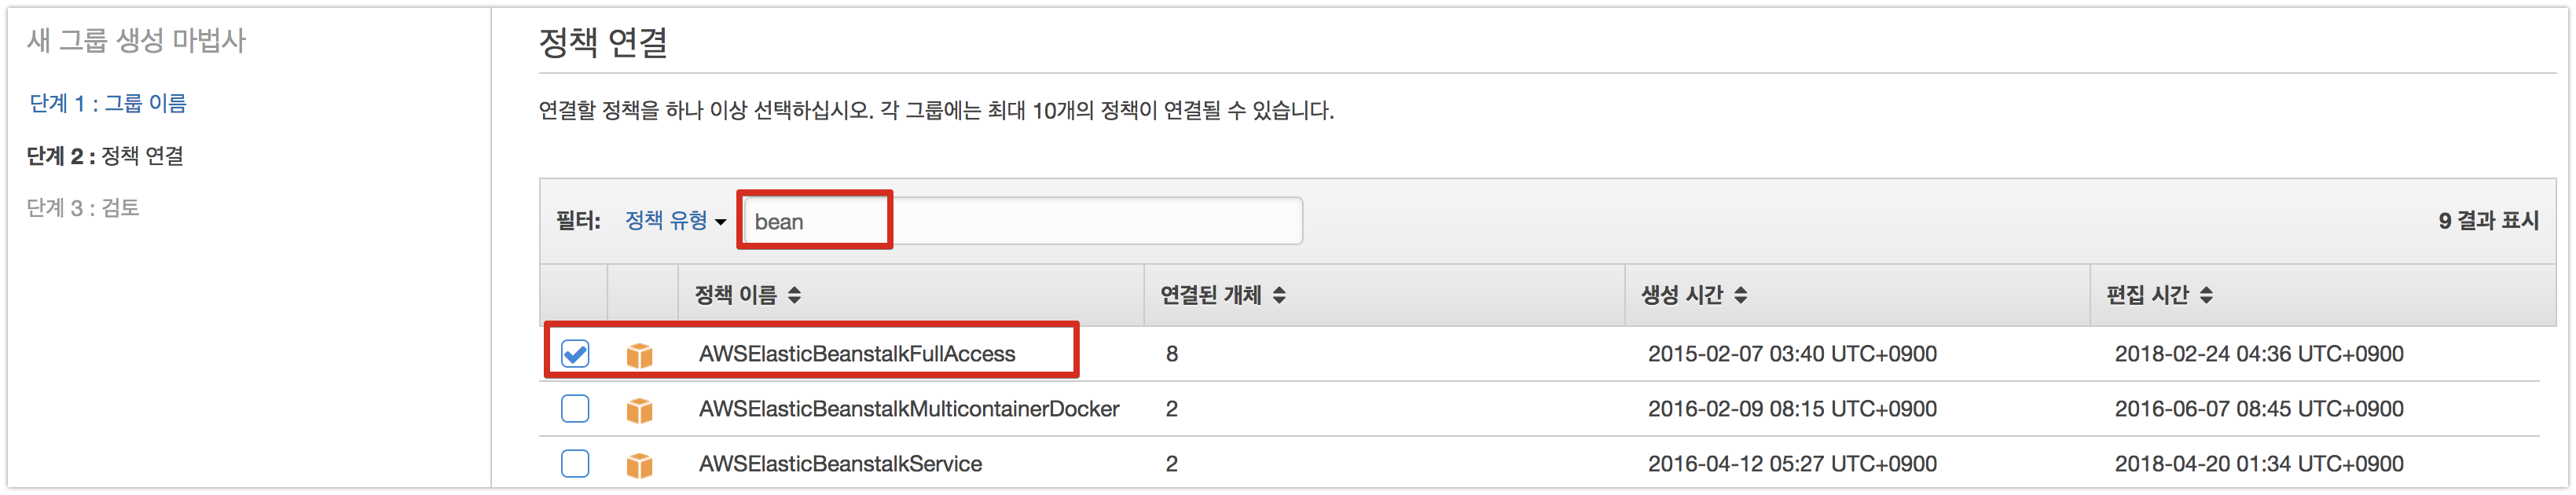 새 그룹 생성 마법사
단계 1 : 그룹 이름
단계 2 : 정책 연결
단계 3 : 검토
정책 연결
연결할 정책을 하나 이상 선택하십시오. 각 그룹에는 최대 10개의 정책이 연결될 수 있습니다.
필터: 정책 유형 bean 9 결과 표시
정책 이름 연결된 개체 생성 시간 편집 시간
AWSElasticBeanstalkFullAccess 8 2015-02-07 03:40 UTC+0900 2018-02-24 04:36 UTC+0900
AWSElasticBeanstalkMulticontainerDocker 2 2016-02-09 08:15 UTC+0900 2016-06-07 08:45 UTC+0900
AWSElasticBeanstalkService 2 2016-04-12 05:27 UTC+0900 2018-04-20 01:34 UTC+0900